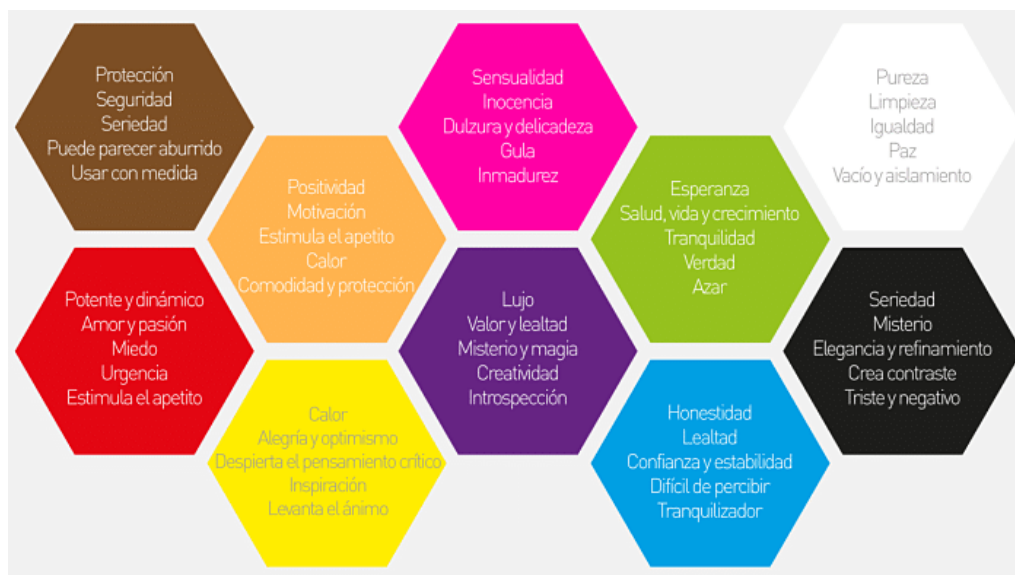 Protección
Seguridad
Seriedad
Puede parecer aburrido
Usar con medida
Sensualidad
Inocencia
Dulzura y delicadeza
Gula
Inmadurez
Pureza
Limpieza
Igualdad
Paz
Vacío y aislamiento
Positividad
Motivación
Estimula el apetito
Calor
Comodidad y protección
Esperanza
Salud, vida y crecimiento
Tranquilidad
Verdad
Azar
Potente y dinámico
Amor y pasión
Miedo
Urgencia
Estimula el apetito
Lujo
Valor y lealtad
Misterio y magia
Creatividad
Introspección
Seriedad
Misterio
Elegancia y refinamiento
Crea contraste
Triste y negativo
Calor
Alegría y optimismo
Despierta el pensamiento crítico
Inspiración
Levanta el ánimo
Honestidad
Lealtad
Confianza y estabilidad
Difícil de percibir
Tranquilizador